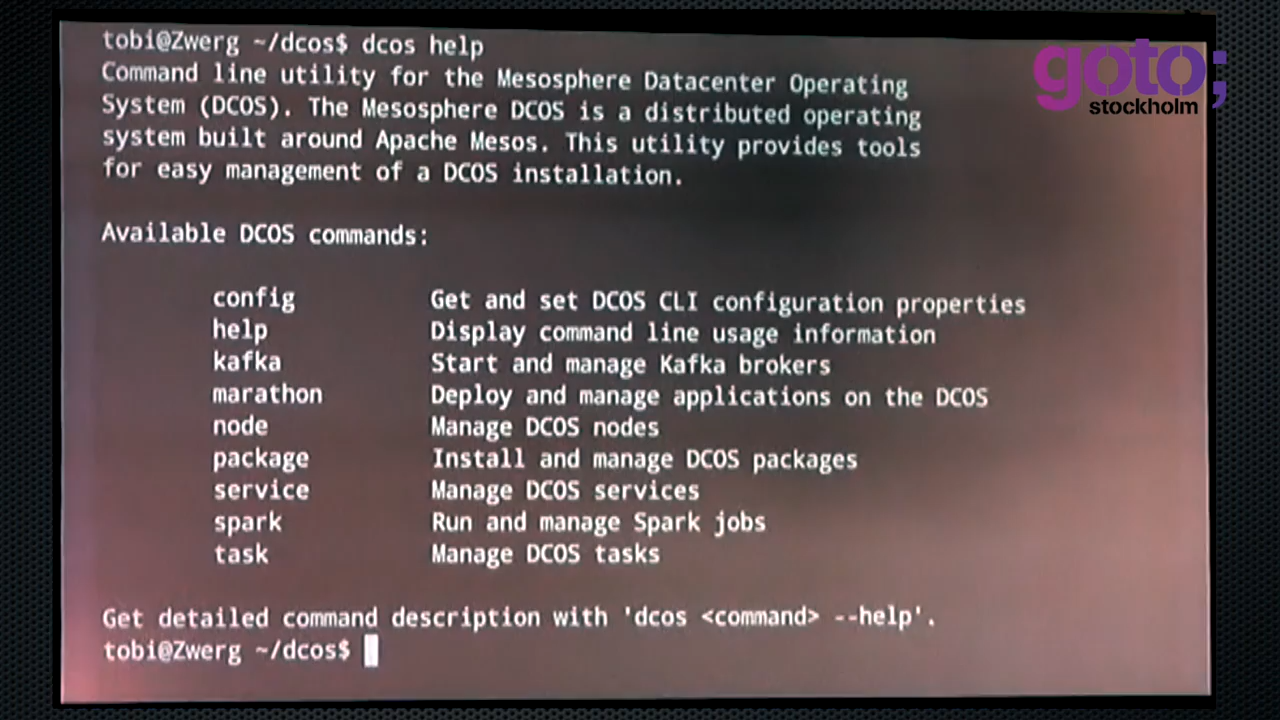 tobi@Zwerg ~/dcos$ dcos help
Command line utility for the Mesosphere Datacenter Operating
System (DCOS). The Mesosphere DCOS is a distributed operating
system built around Apache Mesos. This utility provides tools
for easy management of a DCOS installation.
Available DCOS commands:
config Get and set DCOS CLI configuration properties
help Display command line usage information
kafka Start and manage Kafka brokers
marathon Deploy and manage applications on the DCOS
node Manage DCOS nodes
package Install and manage DCOS packages
service Manage DCOS services
spark Run and manage Spark jobs
task Manage DCOS tasks
Get detailed command description with 'dcos <command> --help'.
tobi@Zwerg ~/dcos$
goto;
stockholm